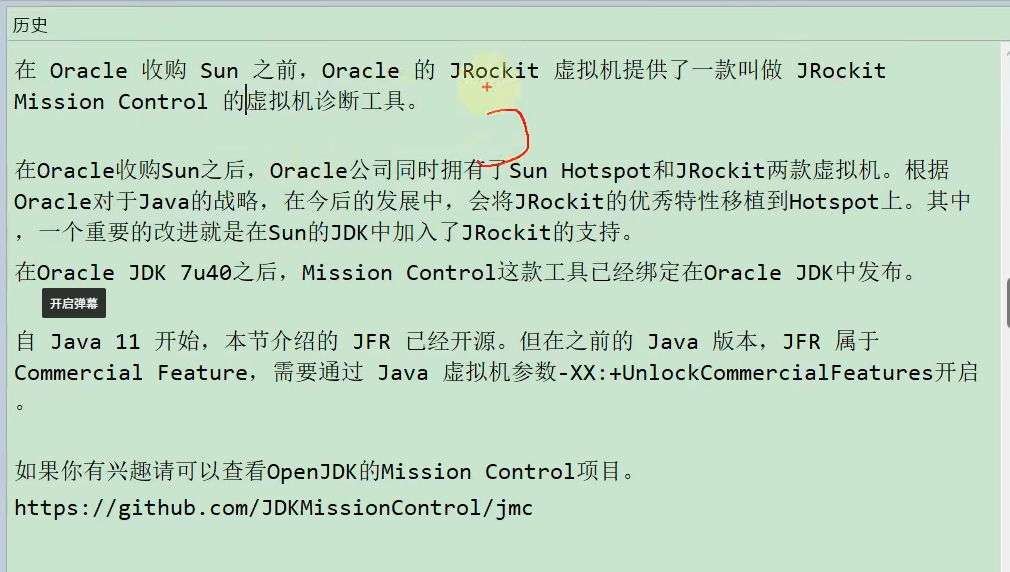 历史
在 Oracle 收购 Sun 之前，Oracle 的 JRockit 虚拟机提供了一款叫做 JRockit
Mission Control 的虚拟机诊断工具。
在Oracle收购Sun之后，Oracle公司同时拥有了Sun Hotspot和JRockit两款虚拟机。根据
Oracle对于Java的战略，在今后的发展中，会将JRockit的优秀特性移植到Hotspot上。其中
，一个重要的改进就是在Sun的JDK中加入了JRockit的支持。
在Oracle JDK 7u40之后，Mission Control这款工具已经绑定在Oracle JDK中发布。
开启弹幕
自 Java 11 开始，本节介绍的 JFR 已经开源。但在之前的 Java 版本，JFR 属于
Commercial Feature，需要通过 Java 虚拟机参数-XX:+UnlockCommercialFeatures开启
。
如果你有兴趣请可以查看OpenJDK的Mission Control项目。
https://github.com/JDKMissionControl/jmc